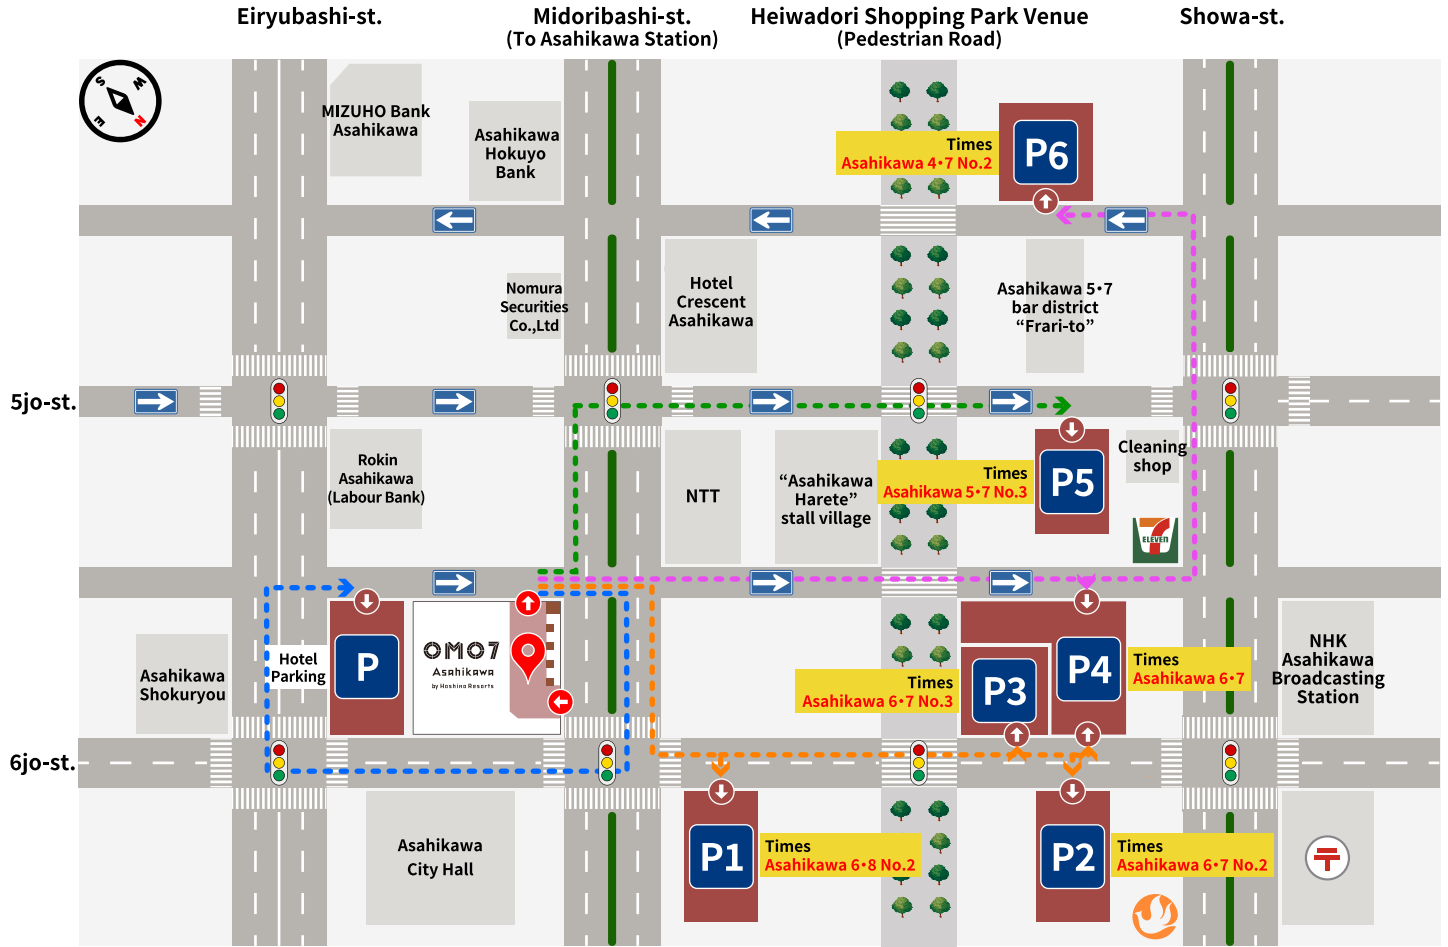 Eiryubashi-st.
Midoribashi-st.
(To Asahikawa Station)
Heiwadori Shopping Park Venue
(Pedestrian Road)
Showa-st.
S
W
E
N
MIZUHO Bank
Asahikawa
Asahikawa
Hokuyo
Bank
Times
Asahikawa 4・7 No.2
P6
Nomura
Securities
Co.,Ltd
Hotel
Crescent
Asahikawa
Asahikawa 5・7
bar district
“Frari-to”
5jo-st.
Rokin
Asahikawa
(Labour Bank)
NTT
“Asahikawa
Harete”
stall village
Times
Asahikawa 5・7 No.3
P5
Cleaning
shop
7
ELEVEN
Asahikawa
Shokuryou
Hotel
Parking
P
OMO7
Asahikawa
by Hoshino Resorts
Times
Asahikawa 6・7 No.3
P3
P4
Times
Asahikawa 6・7
NHK
Asahikawa
Broadcasting
Station
6jo-st.
Asahikawa
City Hall
P1
Times
Asahikawa 6・8 No.2
P2
Times
Asahikawa 6・7 No.2